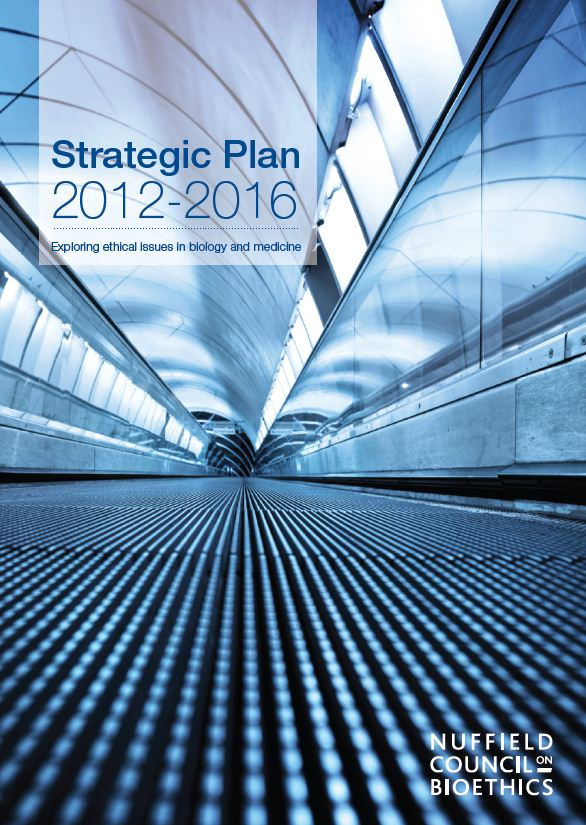 Strategic Plan
2012-2016
Exploring ethical issues in biology and medicine
NUFFIELD
COUNCIL ON
BIOETHICS